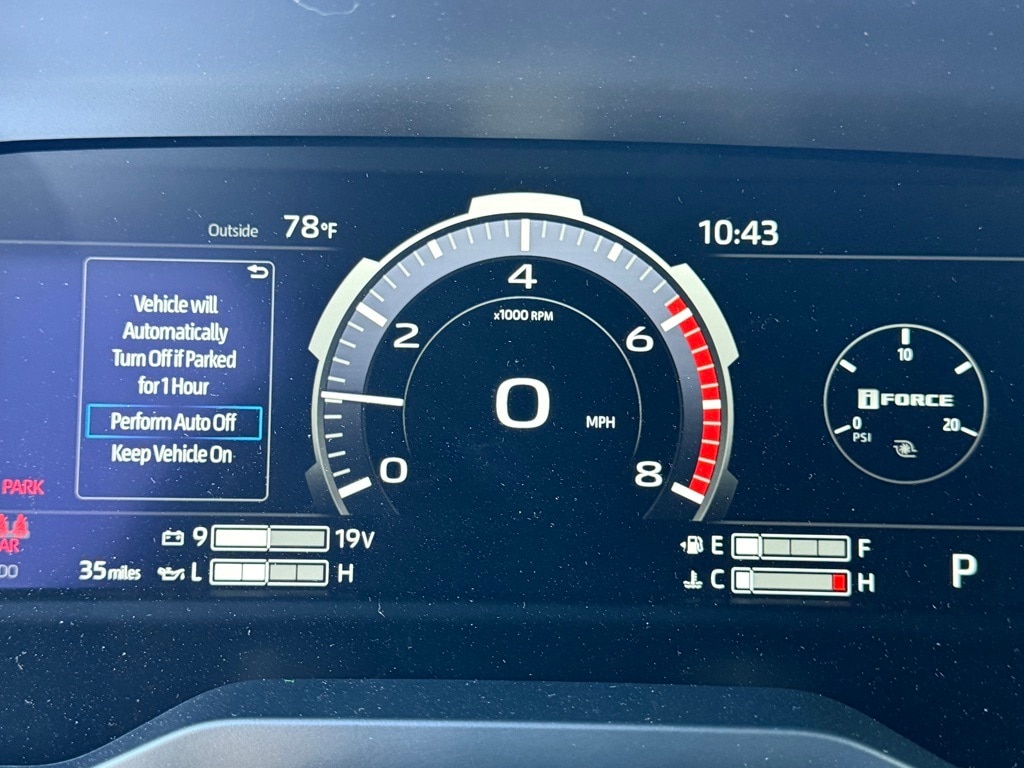 Outside 78°F
10:43
Vehicle will
Automatically
Turn Off if Parked
for 1 Hour
Perform Auto Off
Keep Vehicle On
4
x1000 RPM
2
6
0
MPH
0
8
10
iFORCE
0
20
PSI
PARK
9 19V
E F
35 miles
L H
C H
P